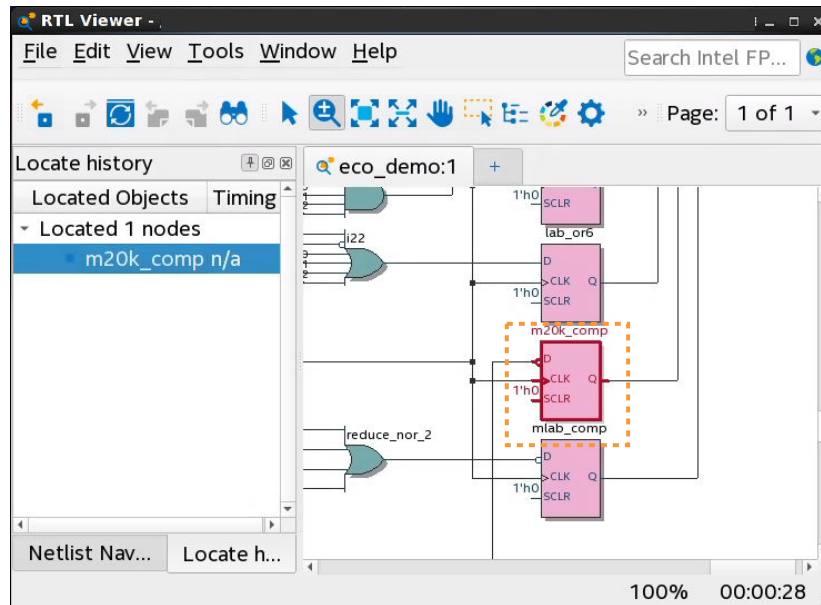 RTL Viewer -
File Edit View Tools Window Help
Search Intel FP...
» Page: 1 of 1
Locate history
eco_demo:1 +
Located Objects Timing
Located 1 nodes
m20k_comp n/a
1'h0 SCLR
lab_or6
i22
D
CLK Q
1'h0 SCLR
m20k_comp
D
CLK Q
1'h0 SCLR
mlab_comp
reduce_nor_2
D
CLK Q
1'h0 SCLR
Netlist Nav... Locate h...
100% 00:00:28